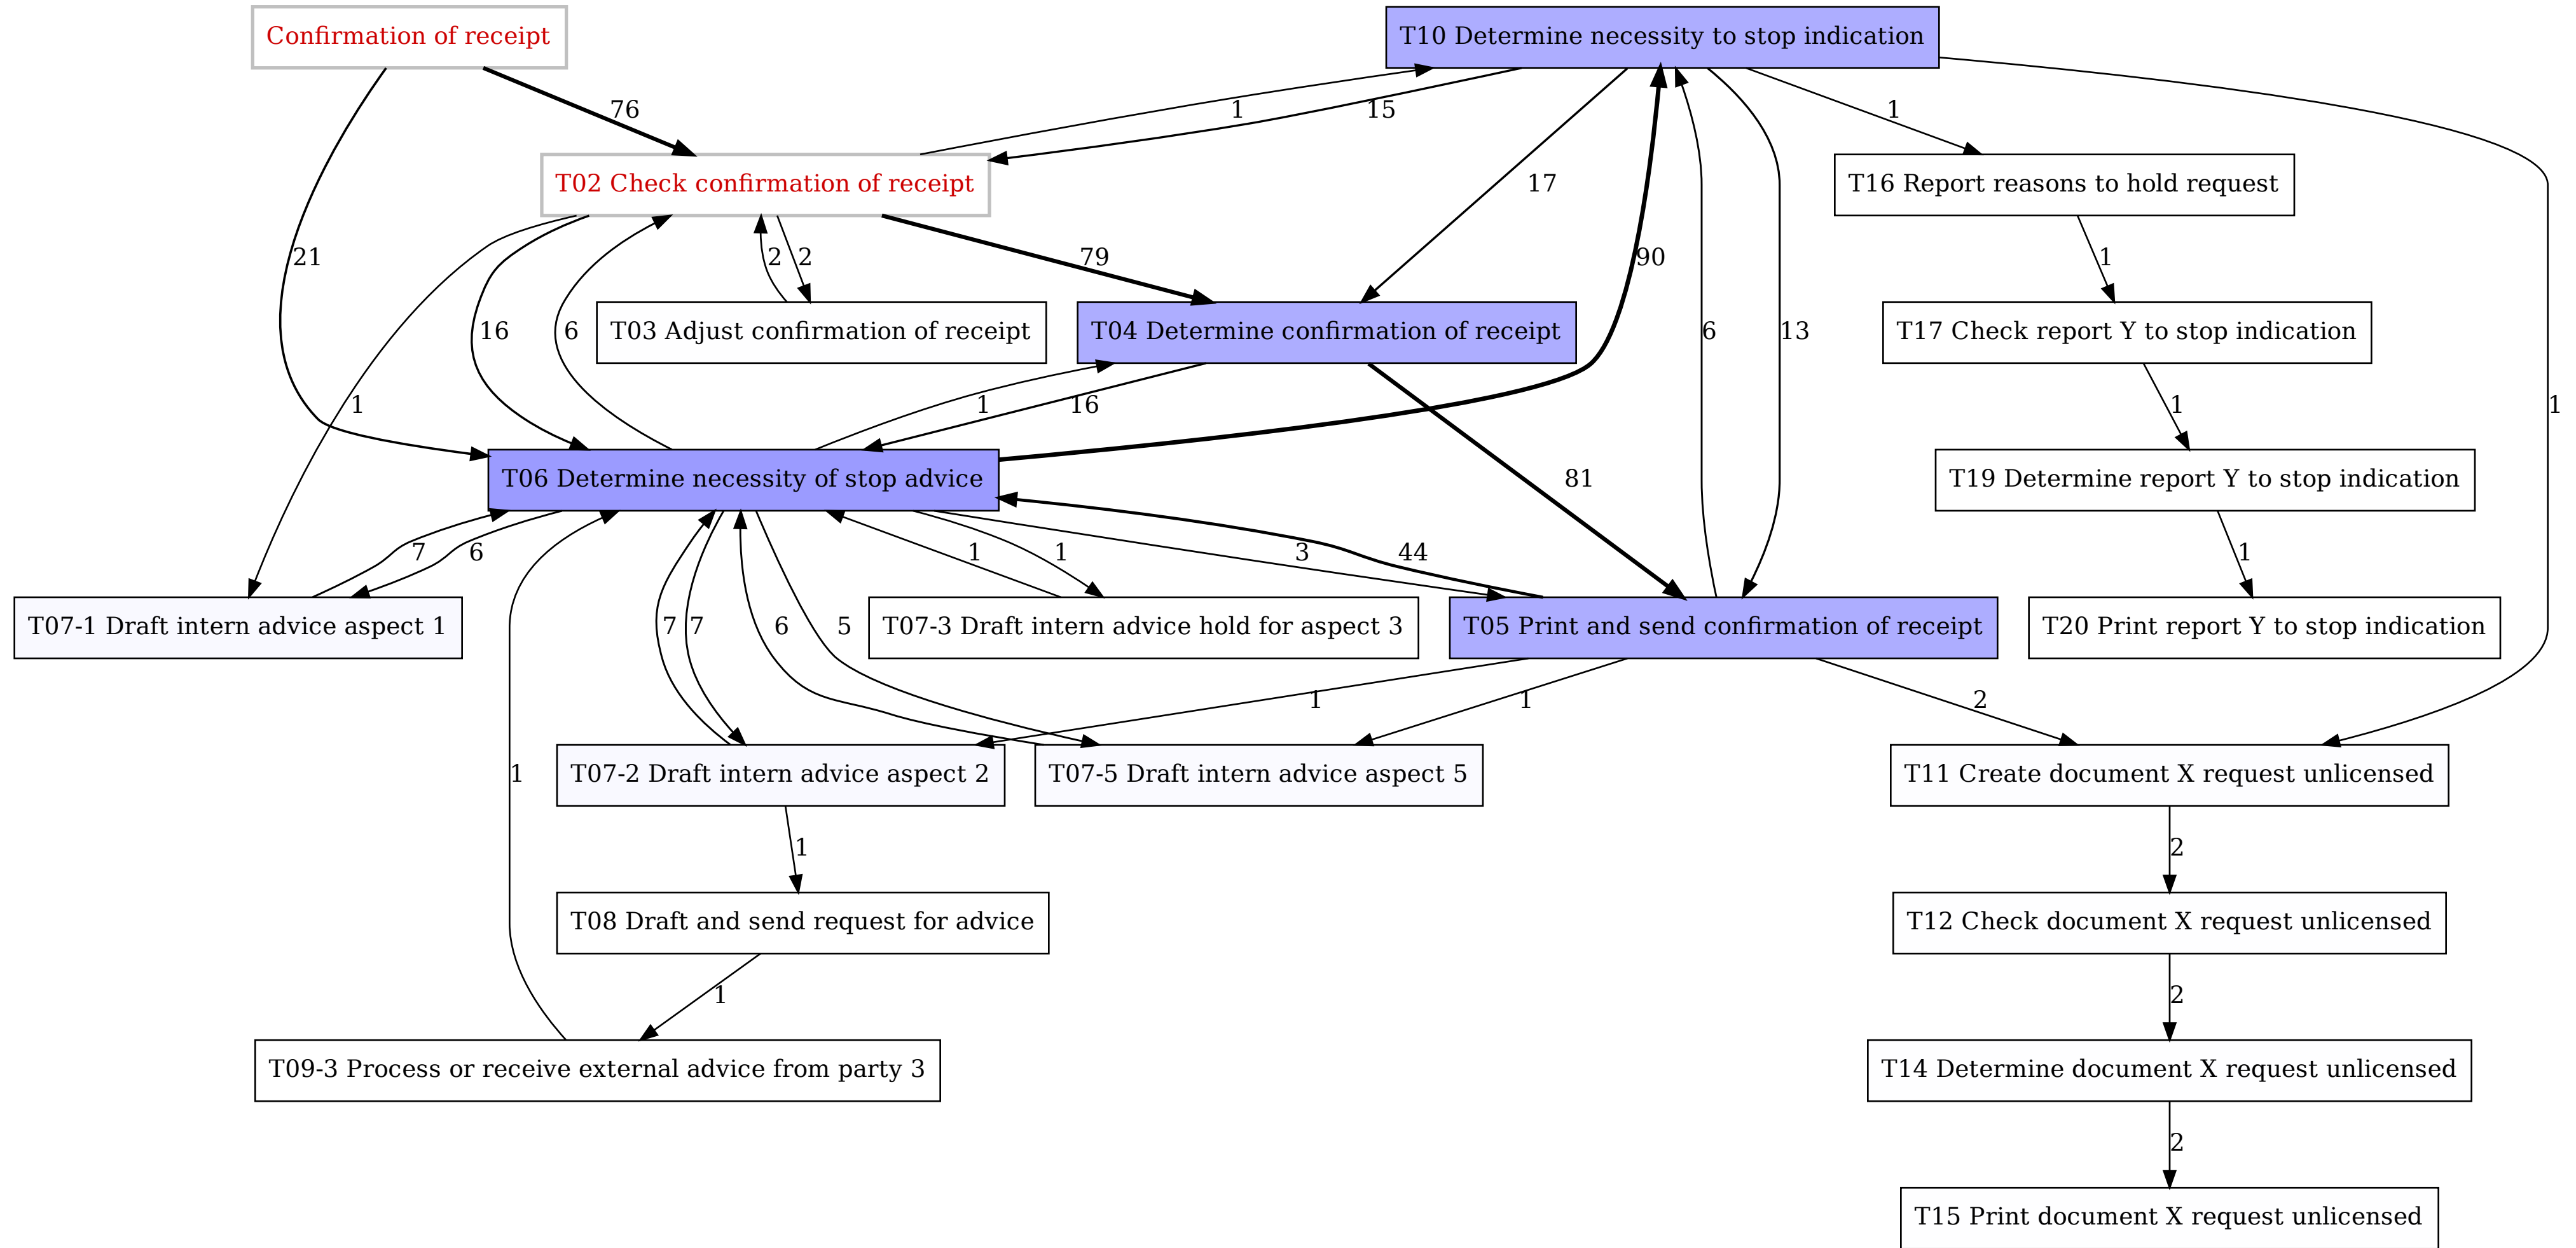 Confirmation of receipt
T10 Determine necessity to stop indication
76
1
15
1
T02 Check confirmation of receipt
17
T16 Report reasons to hold request
21
2
2
79
90
1
16
6
T03 Adjust confirmation of receipt
T04 Determine confirmation of receipt
6
13
T17 Check report Y to stop indication
1
1
16
1
1
T06 Determine necessity of stop advice
81
T19 Determine report Y to stop indication
7
6
1
1
3
44
1
T07-1 Draft intern advice aspect 1
7
7
6
5
T07-3 Draft intern advice hold for aspect 3
T05 Print and send confirmation of receipt
T20 Print report Y to stop indication
1
1
2
1
T07-2 Draft intern advice aspect 2
T07-5 Draft intern advice aspect 5
T11 Create document X request unlicensed
1
2
T08 Draft and send request for advice
T12 Check document X request unlicensed
1
2
T09-3 Process or receive external advice from party 3
T14 Determine document X request unlicensed
2
T15 Print document X request unlicensed